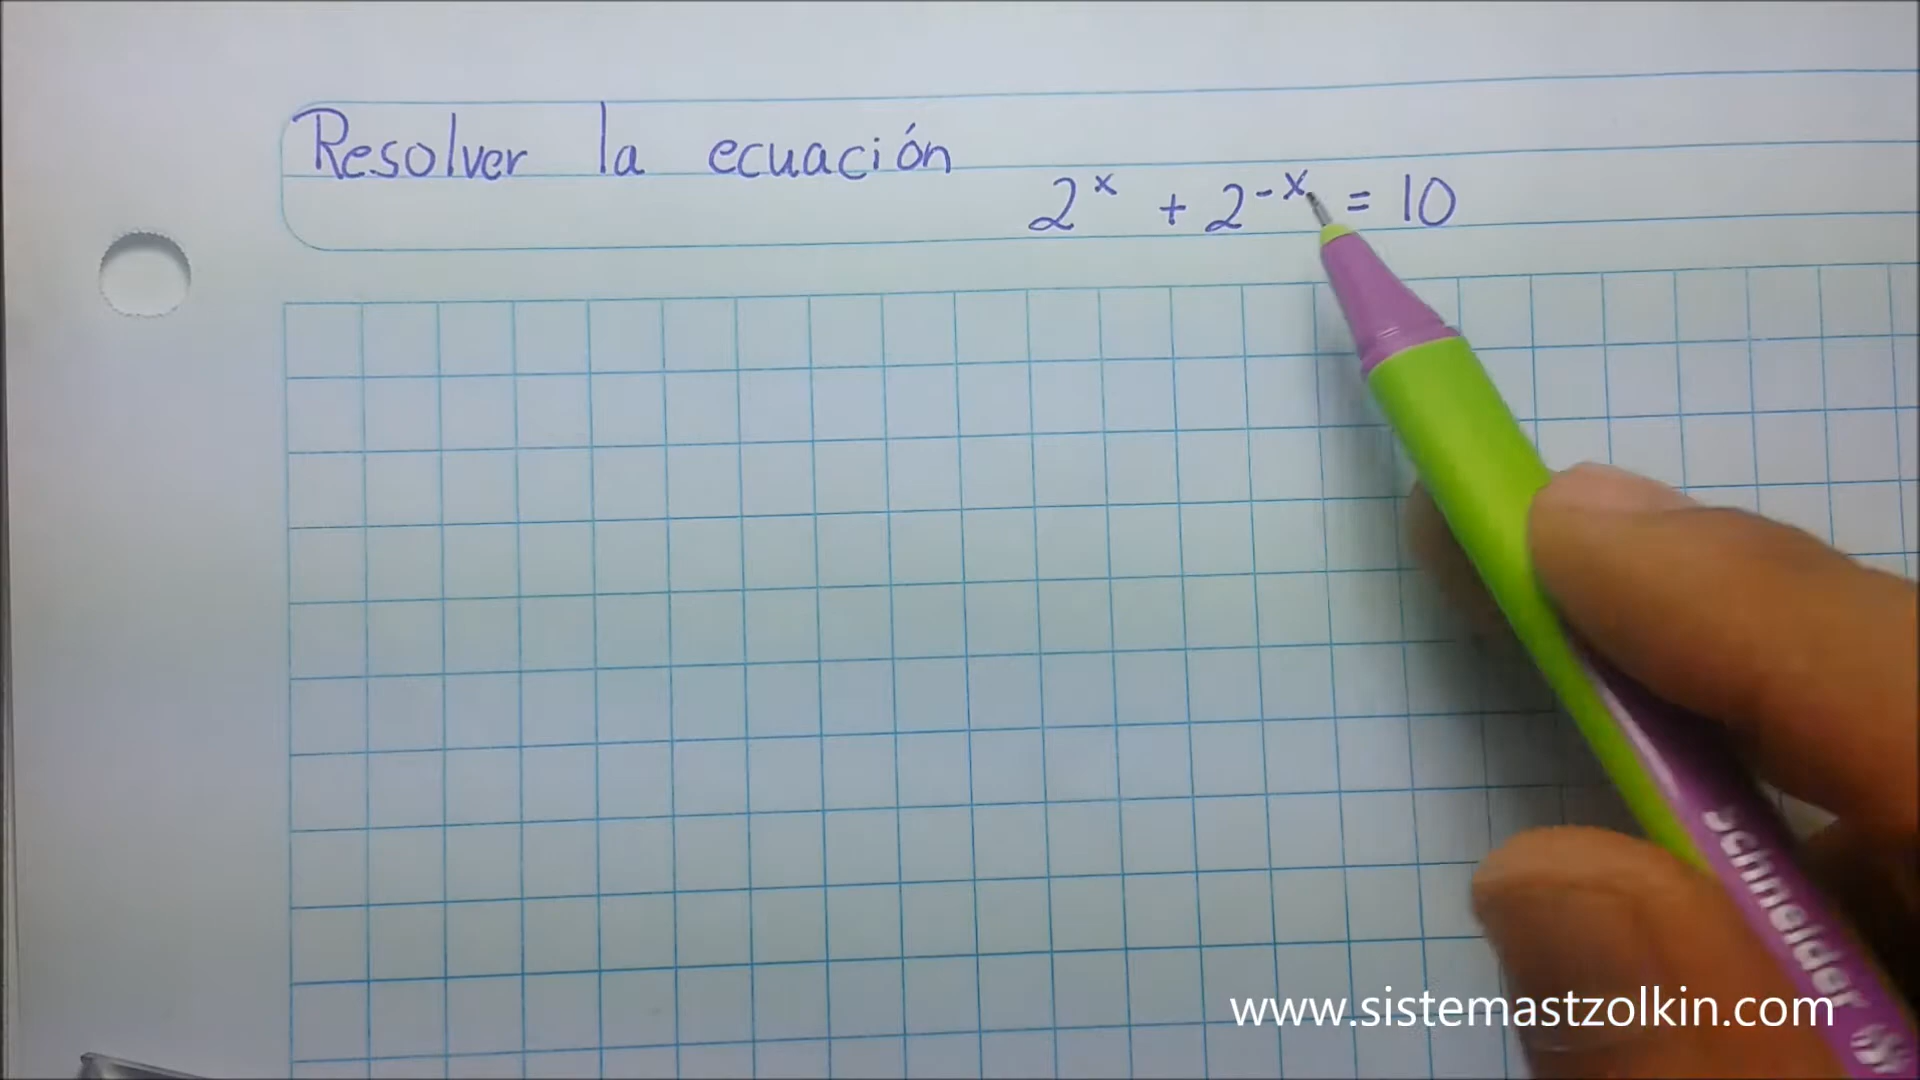 Resolver la ecuación
2^x + 2^-x = 10
Schneider
www.sistemastzolkin.com